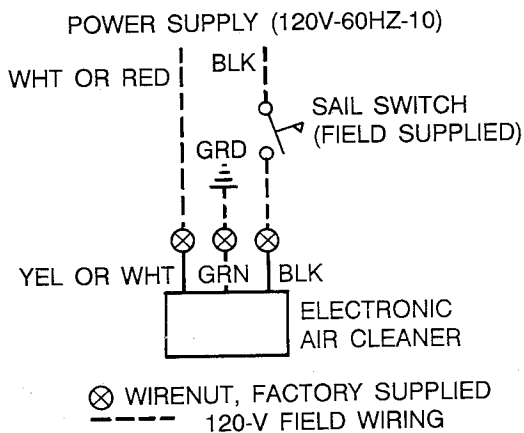 POWER SUPPLY (120V-60HZ-10)
BLK
WHT OR RED
SAIL SWITCH
(FIELD SUPPLIED)
GRD
YEL OR WHT GRN BLK
ELECTRONIC
AIR CLEANER
WIRENUT, FACTORY SUPPLIED
120-V FIELD WIRING